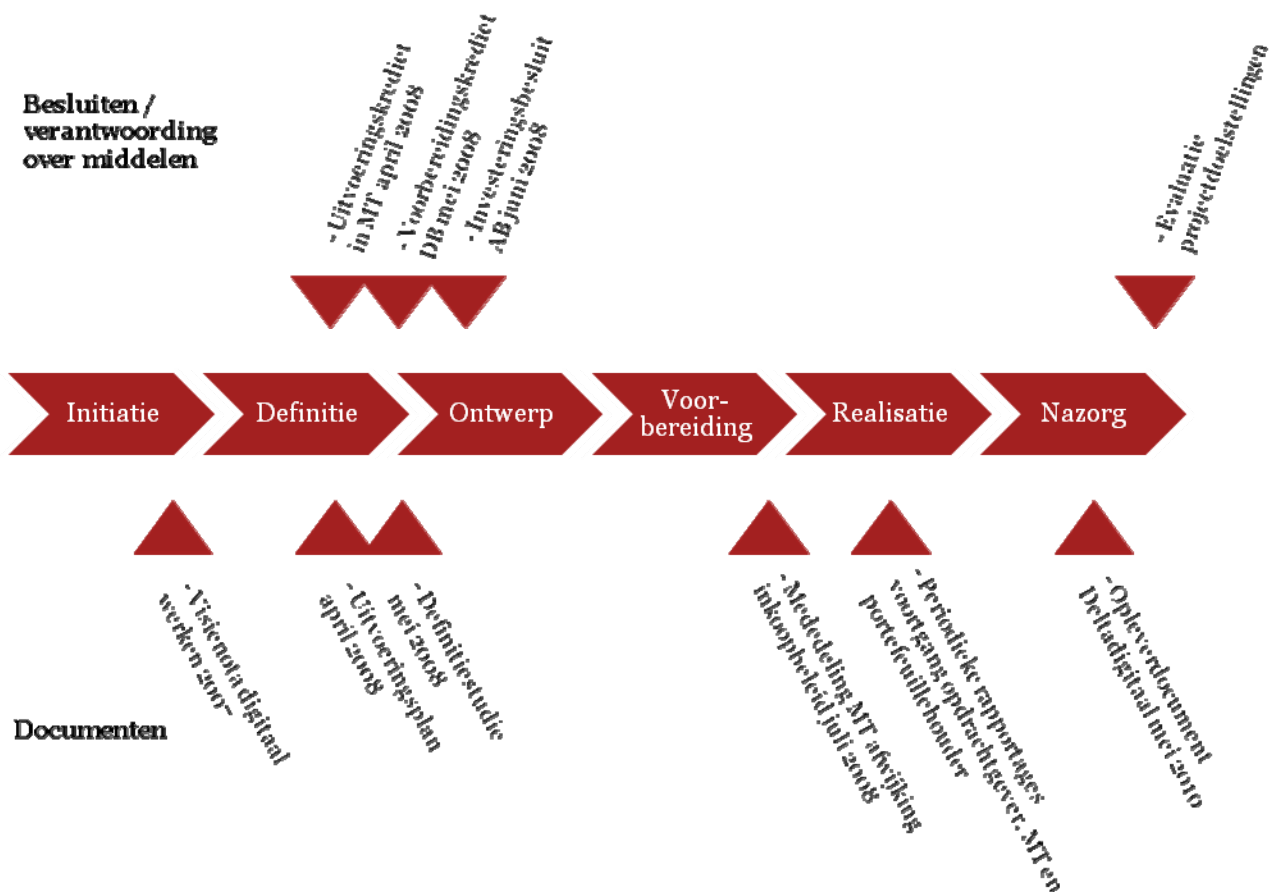 Besluiten /
verantwoording
over middelen
- Uitvoeringskrediet
in MT april 2008
- Voorbereidingskrediet
DB mei 2008
- Investeringsbesluit
AB juni 2008
- Evaluatie
projectdoelstellingen
Initiatie
Definitie
Ontwerp
Voor-
bereiding
Realisatie
Nazorg
Documenten
- Visienota digitaal
werken 2007
- Uitvoeringsplan
april 2008
- Definitiestudie
mei 2008
- Mededeling MT afwijking
inkoopbeleid juli 2008
- Periodieke rapportages
voortgang opdrachtgever, MT en
portefeuillehouder
- Opleverdocument
Deltadigitaal mei 2010